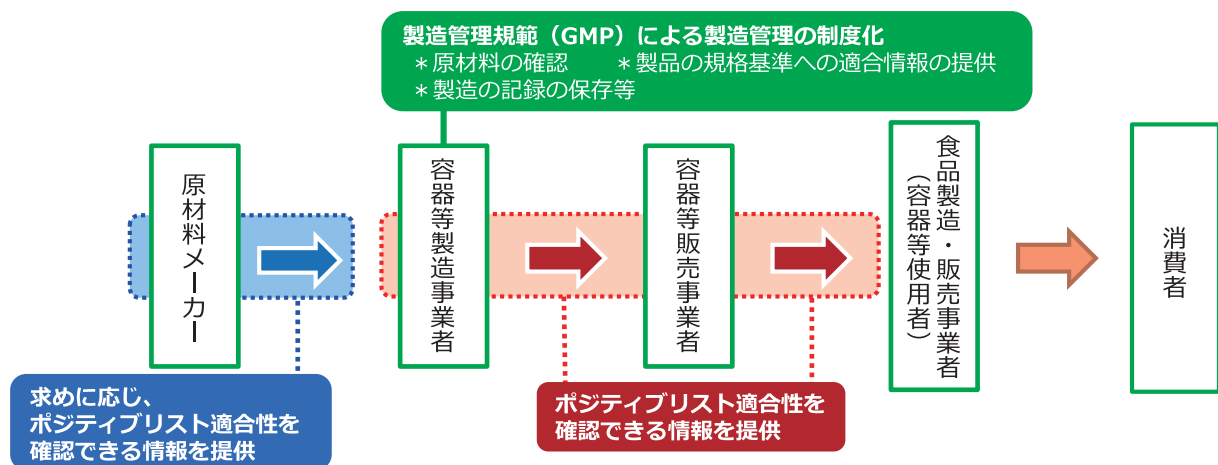 製造管理規範（GMP）による製造管理の制度化
＊原材料の確認　　＊製品の規格基準への適合情報の提供
＊製造の記録の保存等
原材料メーカー
容器等製造事業者
容器等販売事業者
食品製造・販売事業者
（容器等使用者）
消費者
求めに応じ、
ポジティブリスト適合性を
確認できる情報を提供
ポジティブリスト適合性を
確認できる情報を提供